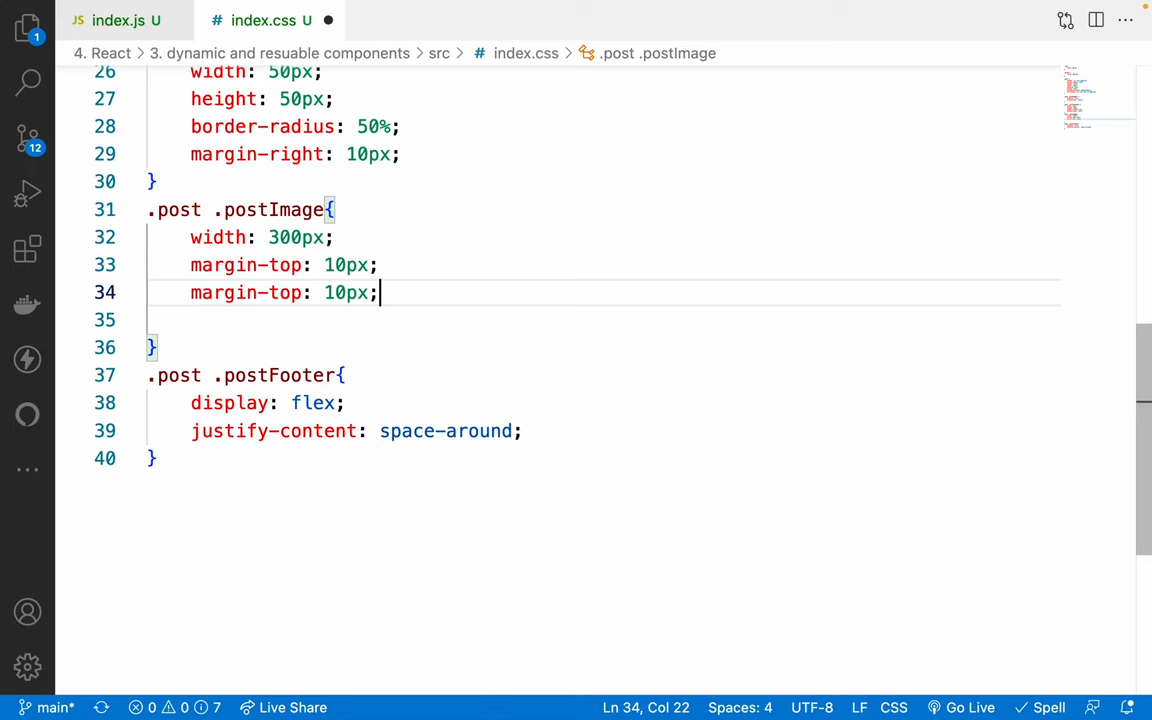 JS index.js U
# index.css U
4. React > 3. dynamic and resuable components > src > # index.css > .post .postImage
26 width: 50px;
27 height: 50px;
28 border-radius: 50%;
29 margin-right: 10px;
30 }
31 .post .postImage{
32 width: 300px;
33 margin-top: 10px;
34 margin-top: 10px;
35
36 }
37 .post .postFooter{
38 display: flex;
39 justify-content: space-around;
40 }
1
12
main* 0 0 7 Live Share Ln 34, Col 22 Spaces: 4 UTF-8 LF CSS Go Live Spell